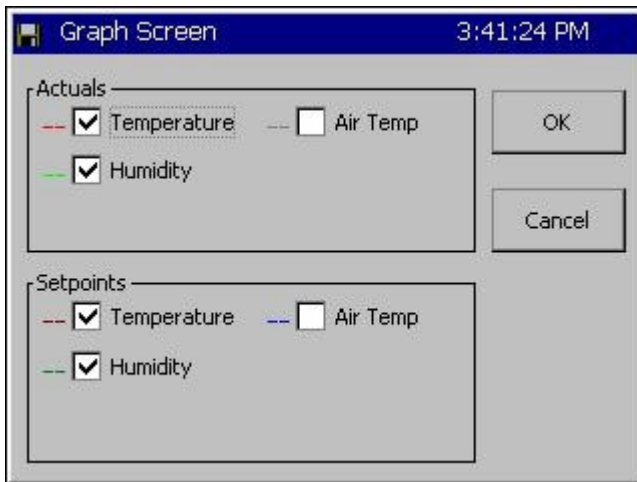 Graph Screen 3:41:24 PM
Actuals
Temperature Air Temp
Humidity
OK
Cancel
Setpoints
Temperature Air Temp
Humidity